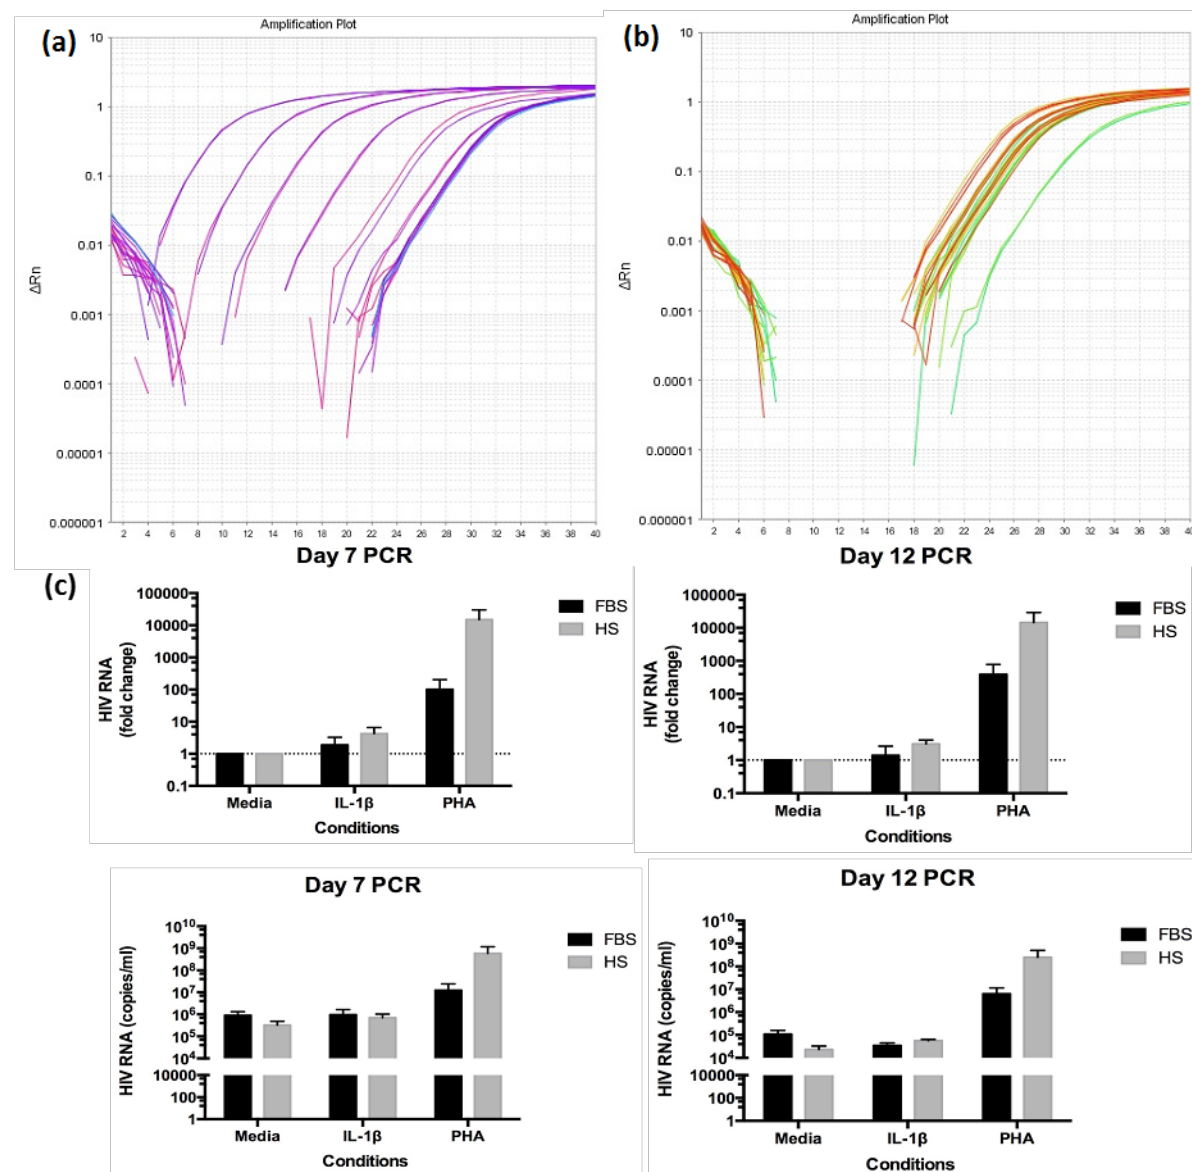 (a)
Amplification Plot
10
1
0.1
0.01
0.001
0.0001
0.00001
0.000001
ΔRn
2 4 6 8 10 12 14 16 18 20 22 24 26 28 30 32 34 36 38 40
(b)
Amplification Plot
10
1
0.1
0.01
0.001
0.0001
0.00001
0.000001
ΔRn
2 4 6 8 10 12 14 16 18 20 22 24 26 28 30 32 34 36 38 40
(c)
Day 7 PCR
HIV RNA
(fold change)
100000
10000
1000
100
10
1
0.1
FBS
HS
Media IL-1β PHA
Conditions
Day 12 PCR
HIV RNA
(fold change)
100000
10000
1000
100
10
1
0.1
FBS
HS
Media IL-1β PHA
Conditions
Day 7 PCR
HIV RNA (copies/ml)
10¹⁰
10⁹
10⁸
10⁷
10⁶
10⁵
10⁴
10000
100
1
FBS
HS
Media IL-1β PHA
Conditions
Day 12 PCR
HIV RNA (copies/ml)
10¹⁰
10⁹
10⁸
10⁷
10⁶
10⁵
10⁴
10000
100
1
FBS
HS
Media IL-1β PHA
Conditions